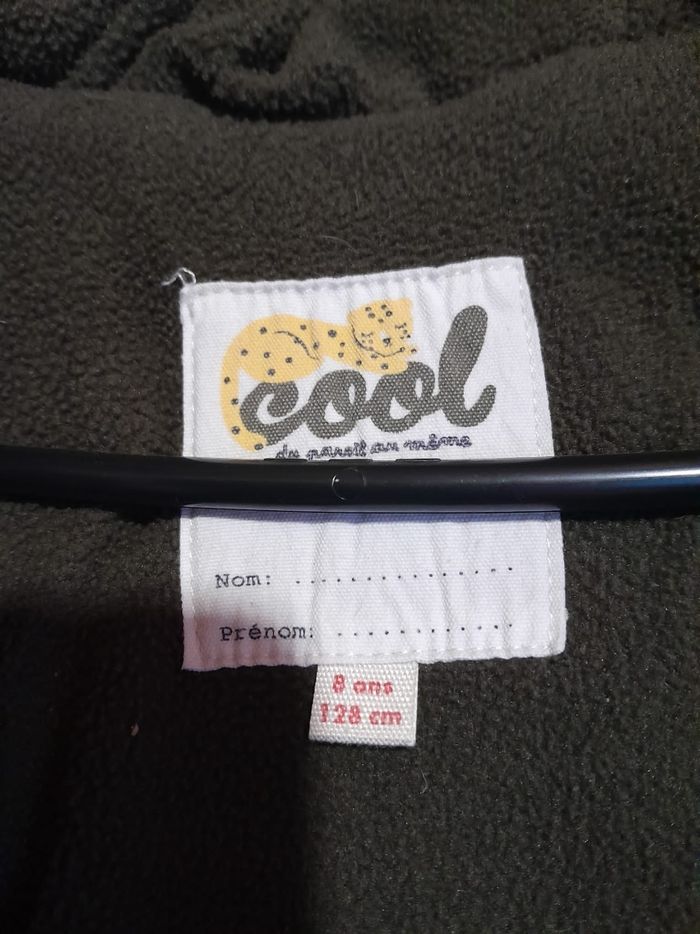 cool
du pareil au même
Nom: ...............
Prénom: ............
8 ans
128 cm